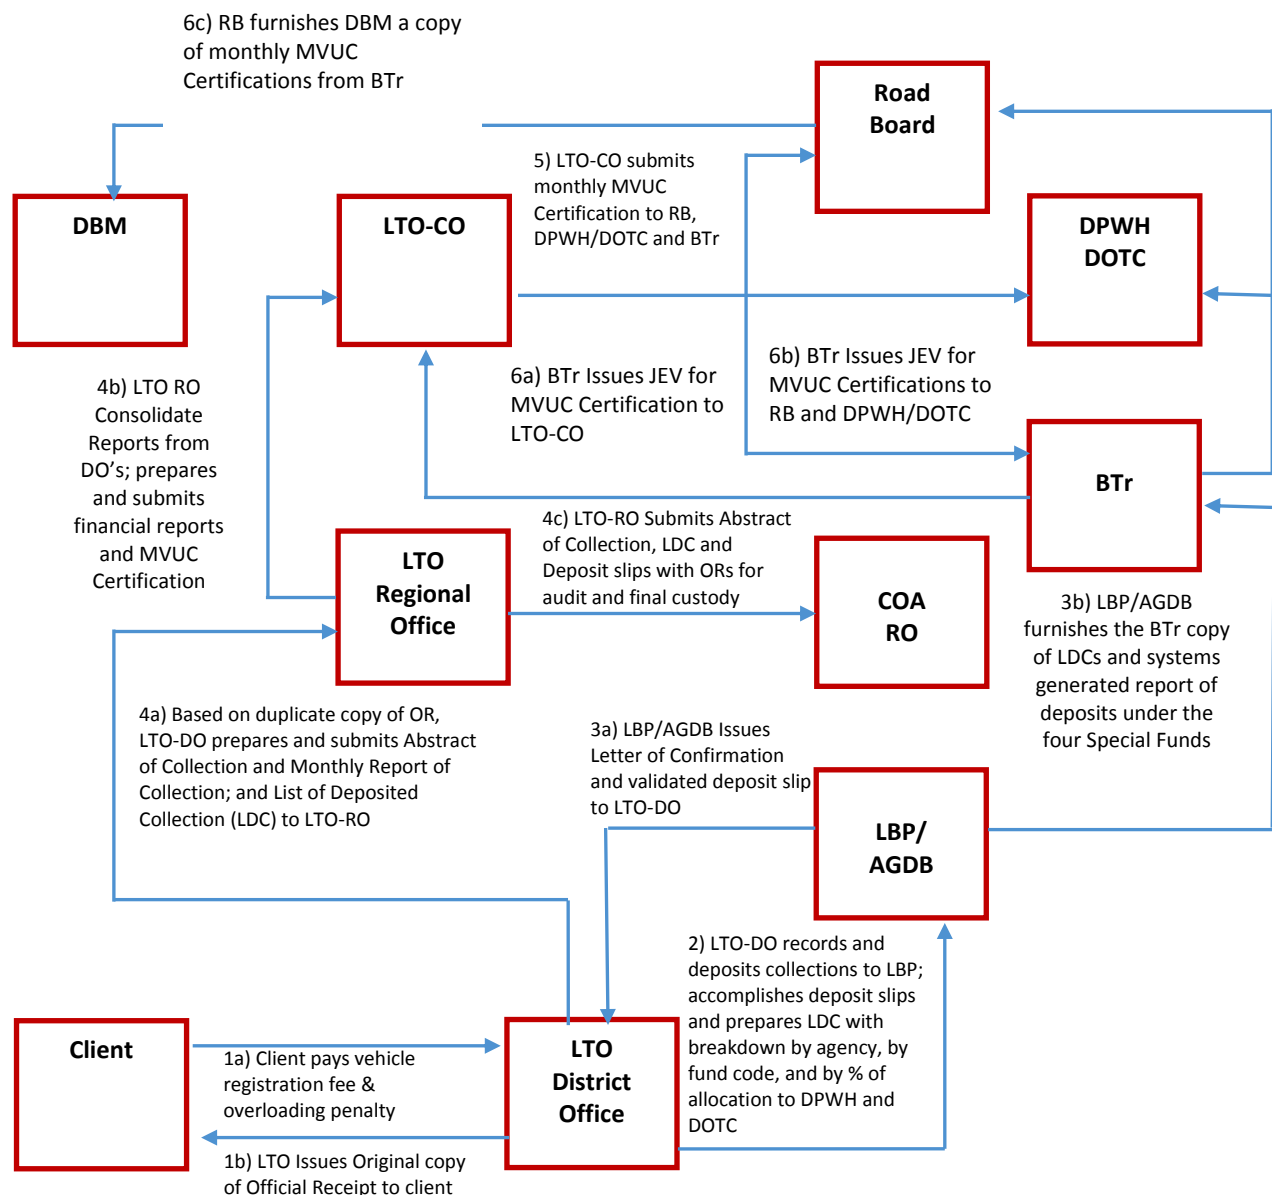 6c) RB furnishes DBM a copy
of monthly MVUC
Certifications from BTr
Road
Board
5) LTO-CO submits
monthly MVUC
Certification to RB,
DPWH/DOTC and BTr
DBM
LTO-CO
DPWH
DOTC
6a) BTr Issues JEV for
MVUC Certification to
LTO-CO
6b) BTr Issues JEV for
MVUC Certifications to
RB and DPWH/DOTC
4b) LTO RO
Consolidate
Reports from
DO's; prepares
and submits
financial reports
and MVUC
Certification
BTr
4c) LTO-RO Submits Abstract
of Collection, LDC and
Deposit slips with ORs for
audit and final custody
LTO
Regional
Office
COA
RO
3b) LBP/AGDB
furnishes the BTr copy
of LDCs and systems
generated report of
deposits under the
four Special Funds
4a) Based on duplicate copy of OR,
LTO-DO prepares and submits Abstract
of Collection and Monthly Report of
Collection; and List of Deposited
Collection (LDC) to LTO-RO
3a) LBP/AGDB Issues
Letter of Confirmation
and validated deposit slip
to LTO-DO
LBP/
AGDB
2) LTO-DO records and
deposits collections to LBP;
accomplishes deposit slips
and prepares LDC with
breakdown by agency, by
fund code, and by % of
allocation to DPWH and
DOTC
Client
1a) Client pays vehicle
registration fee &
overloading penalty
LTO
District
Office
1b) LTO Issues Original copy
of Official Receipt to client